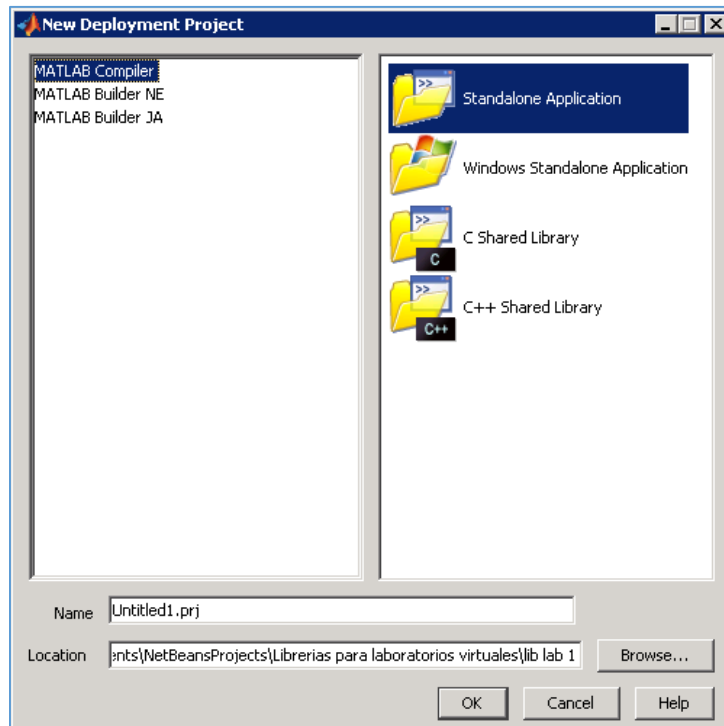 New Deployment Project
MATLAB Compiler
MATLAB Builder NE
MATLAB Builder JA
>> Standalone Application
Windows Standalone Application
>> C C Shared Library
>> C++ C++ Shared Library
Name Untitled1.prj
Location ents\NetBeansProjects\Librerias para laboratorios virtuales\lib lab 1 Browse...
OK Cancel Help